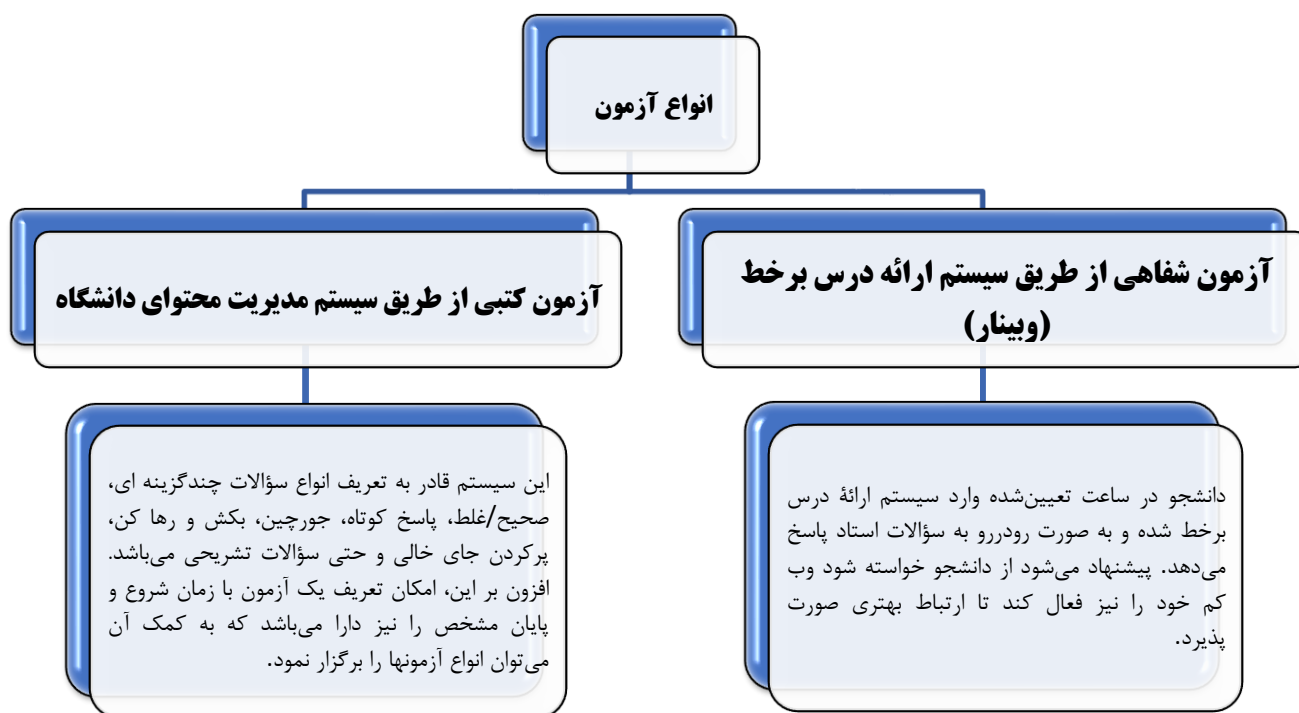 انواع آزمون
آزمون شفاهی از طریق سیستم ارائه درس برخط
(وبینار)
آزمون کتبی از طریق سیستم مدیریت محتوای دانشگاه
دانشجو در ساعت تعیین‌شده وارد سیستم ارائهٔ درس
برخط شده و به صورت رودررو به سؤالات استاد پاسخ
می‌دهد. پیشنهاد می‌شود از دانشجو خواسته شود وب
کم خود را نیز فعال کند تا ارتباط بهتری صورت
پذیرد.
این سیستم قادر به تعریف انواع سؤالات چندگزینه ای،
صحیح/غلط، پاسخ کوتاه، جورچین، بکش و رها کن،
پرکردن جای خالی و حتی سؤالات تشریحی می‌باشد.
افزون بر این، امکان تعریف یک آزمون با زمان شروع و
پایان مشخص را نیز دارا می‌باشد که به کمک آن
می‌توان انواع آزمونها را برگزار نمود.